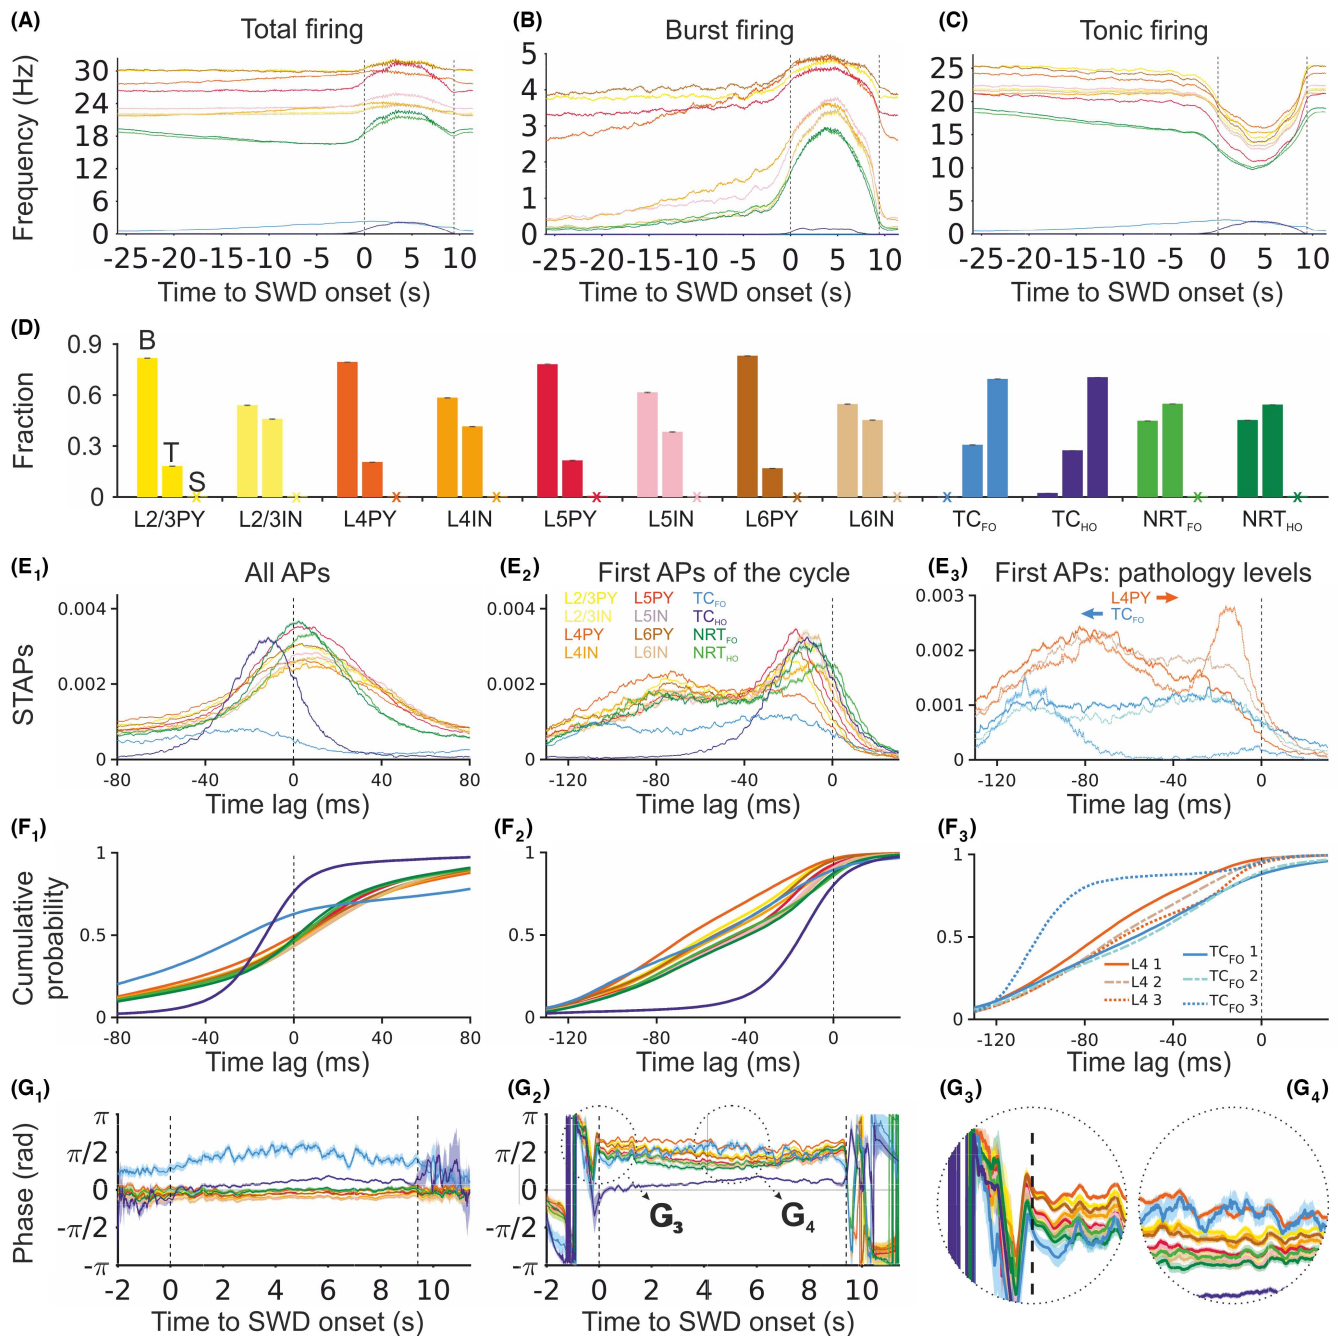 (A) Total firing
(B) Burst firing
(C) Tonic firing
Frequency (Hz)
30
24
18
12
6
0
-25 -20 -15 -10 -5 0 5 10
Time to SWD onset (s)
5
4
3
2
1
0
-25 -20 -15 -10 -5 0 5 10
Time to SWD onset (s)
25
20
15
10
5
0
-25 -20 -15 -10 -5 0 5 10
Time to SWD onset (s)
(D)
Fraction
0.9
0.6
0.3
0
B
T
S
x x x x x x x x x x x
L2/3PY L2/3IN L4PY L4IN L5PY L5IN L6PY L6IN TC_FO TC_HO NRT_FO NRT_HO
(E₁) All APs
(E₂) First APs of the cycle
(E₃) First APs: pathology levels
STAPs
0.004
0.002
0
-80 -40 0 40 80
Time lag (ms)
0.004
0.002
0
L2/3PY L5PY TC_FO
L2/3IN L5IN TC_HO
L4PY L6PY NRT_FO
L4IN L6IN NRT_HO
-120 -80 -40 0
Time lag (ms)
0.003
0.002
0.001
0
L4PY
TC_FO
-120 -80 -40 0
Time lag (ms)
(F₁)
(F₂)
(F₃)
Cumulative
probability
1
0.5
0
-80 -40 0 40 80
Time lag (ms)
1
0.5
0
-120 -80 -40 0
Time lag (ms)
1
0.5
0
L4 1 TC_FO 1
L4 2 TC_FO 2
L4 3 TC_FO 3
-120 -80 -40 0
Time lag (ms)
(G₁)
(G₂)
(G₃)
(G₄)
Phase (rad)
π
π/2
0
-π/2
-π
-2 0 2 4 6 8 10
Time to SWD onset (s)
π
π/2
0
-π/2
-π
G₃
G₄
-2 0 2 4 6 8 10
Time to SWD onset (s)